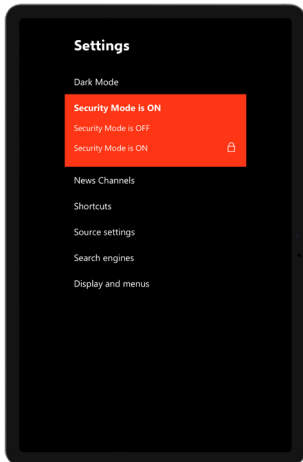 Settings
Dark Mode
Security Mode is ON
Security Mode is OFF
Security Mode is ON
News Channels
Shortcuts
Source settings
Search engines
Display and menus